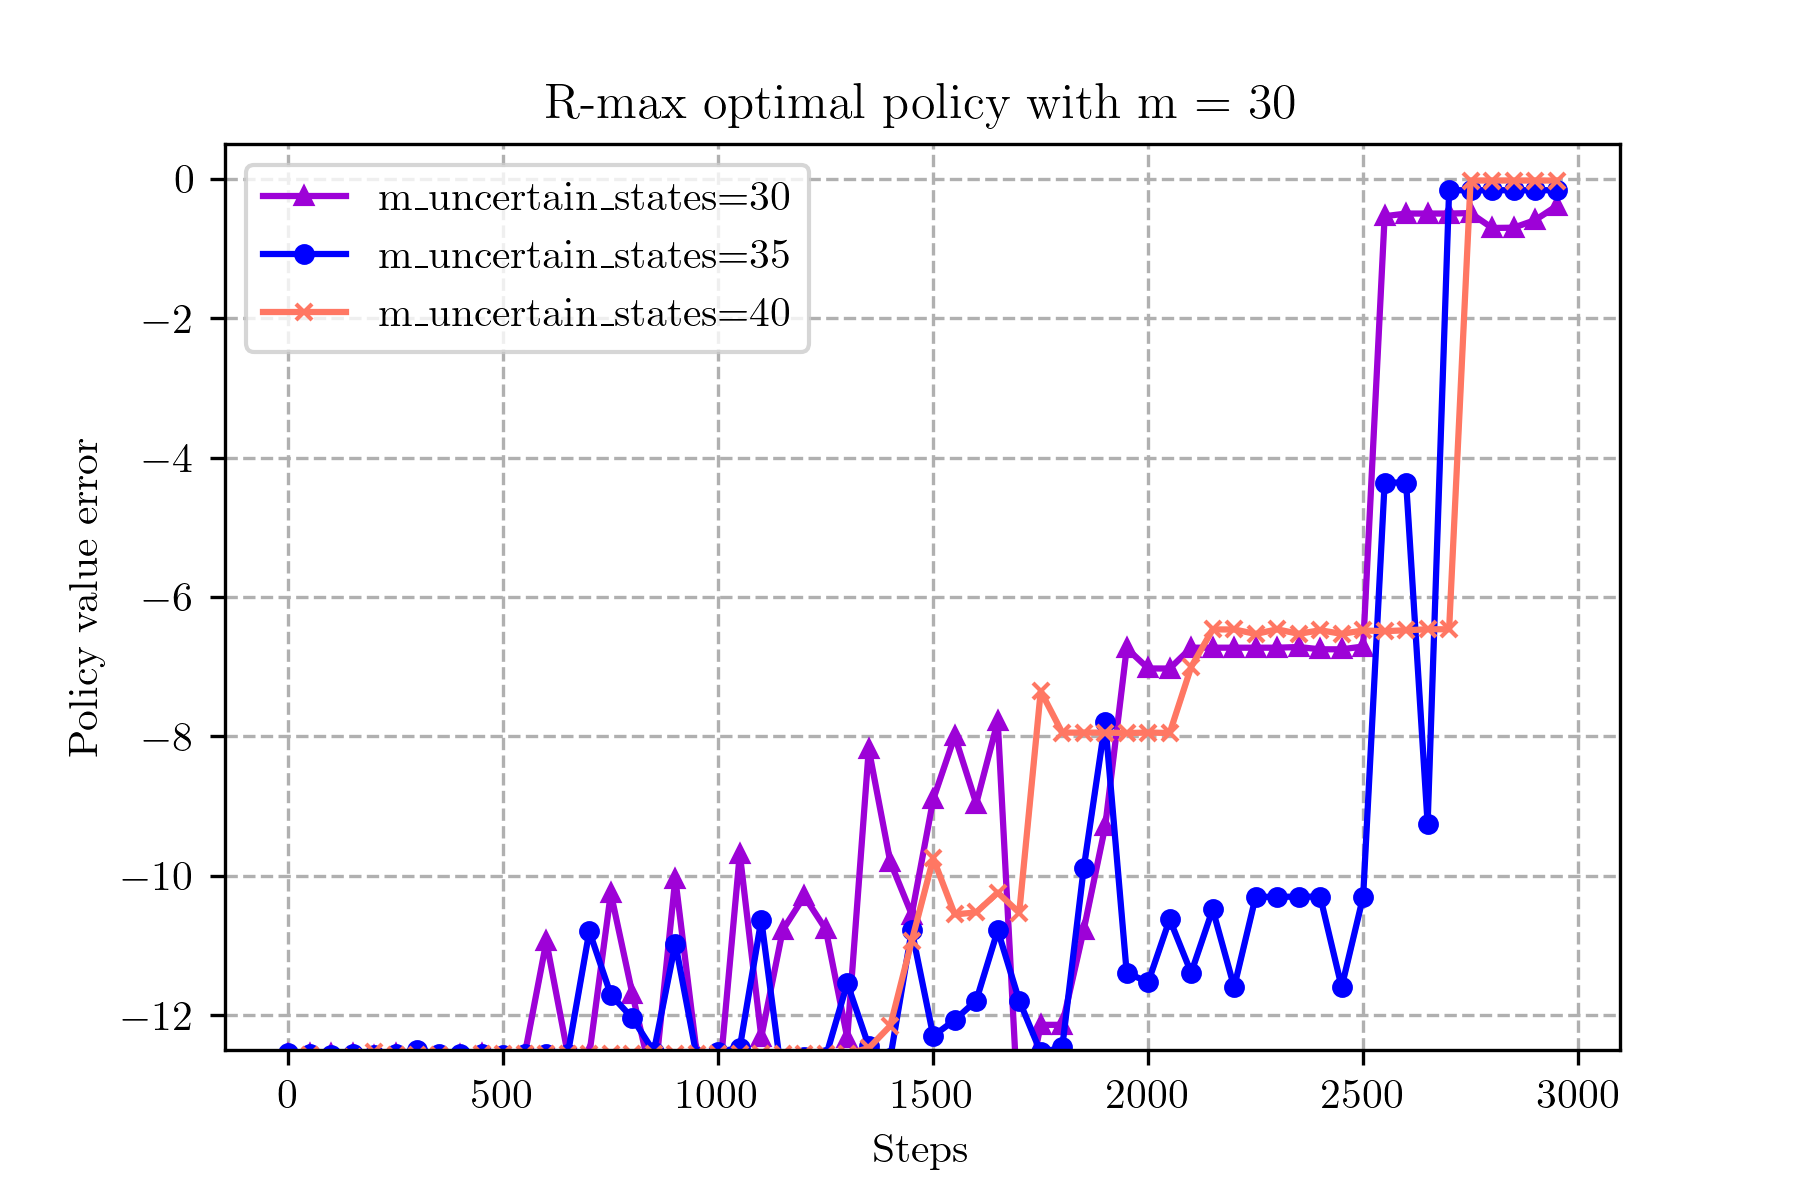 R-max optimal policy with m = 30
m_uncertain_states=30
m_uncertain_states=35
m_uncertain_states=40
Policy value error
0
−2
−4
−6
−8
−10
−12
0 500 1000 1500 2000 2500 3000
Steps